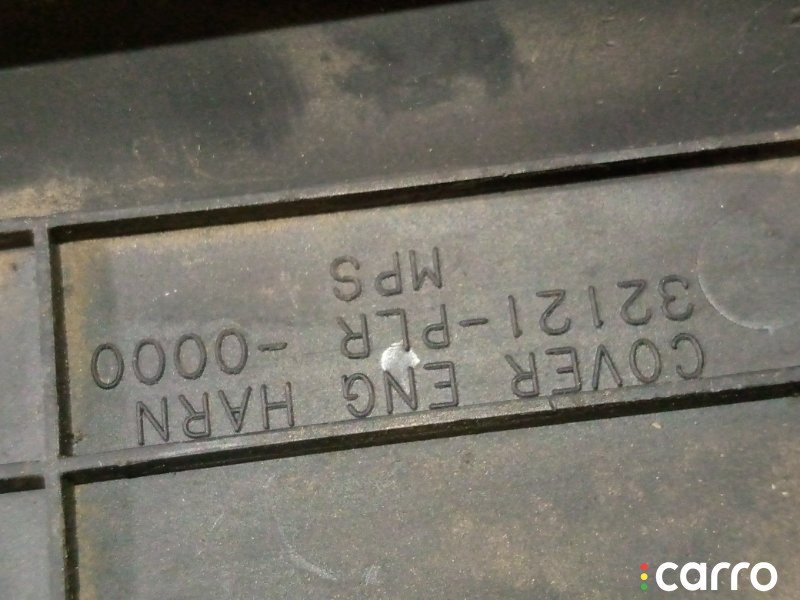 COVER ENG HARN
32121-PLR -0000
MPS
carro